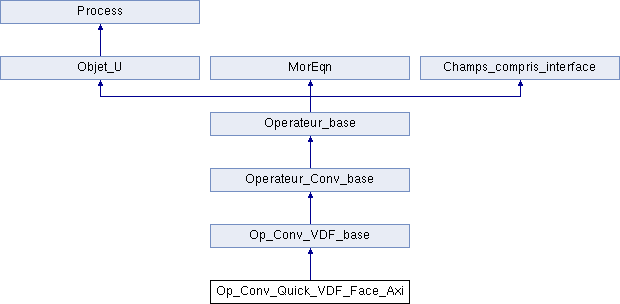 Process
Objet_U
MorEqn
Champs_compris_interface
Operateur_base
Operateur_Conv_base
Op_Conv_VDF_base
Op_Conv_Quick_VDF_Face_Axi